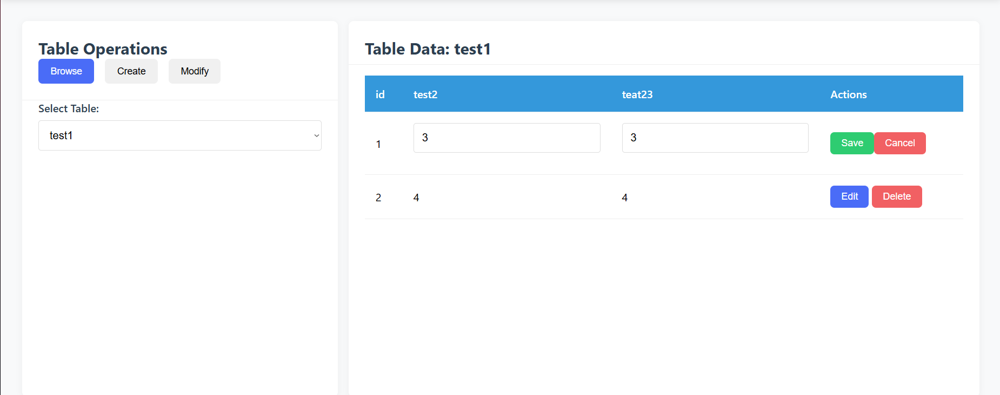 Table Operations
Browse Create Modify
Select Table:
test1
Table Data: test1
id test2 teat23 Actions
1 3 3 Save Cancel
2 4 4 Edit Delete